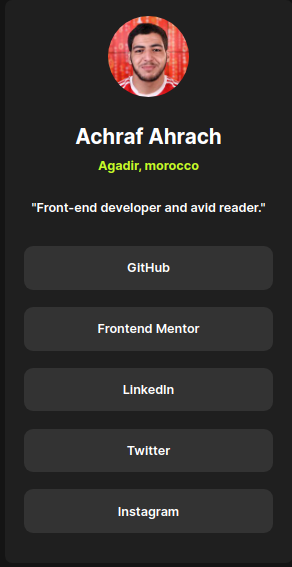 Achraf Ahrach
Agadir, morocco
"Front-end developer and avid reader."
GitHub
Frontend Mentor
LinkedIn
Twitter
Instagram